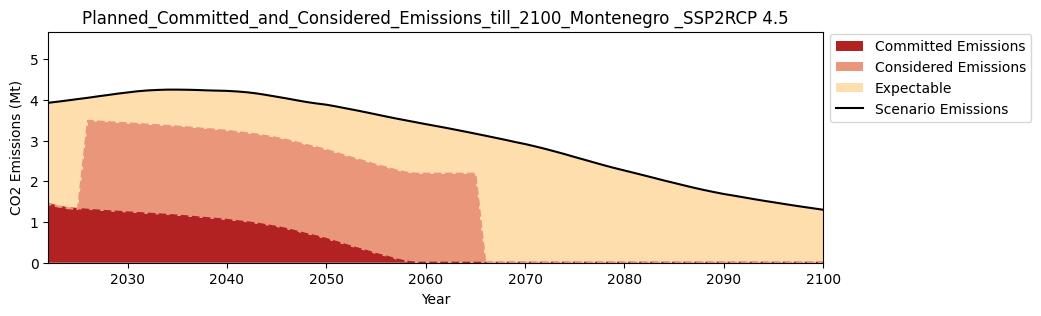 Planned_Committed_and_Considered_Emissions_till_2100_Montenegro _SSP2RCP 4.5
CO2 Emissions (Mt)
5
4
3
2
1
0
2030 2040 2050 2060 2070 2080 2090 2100
Year
Committed Emissions
Considered Emissions
Expectable
Scenario Emissions